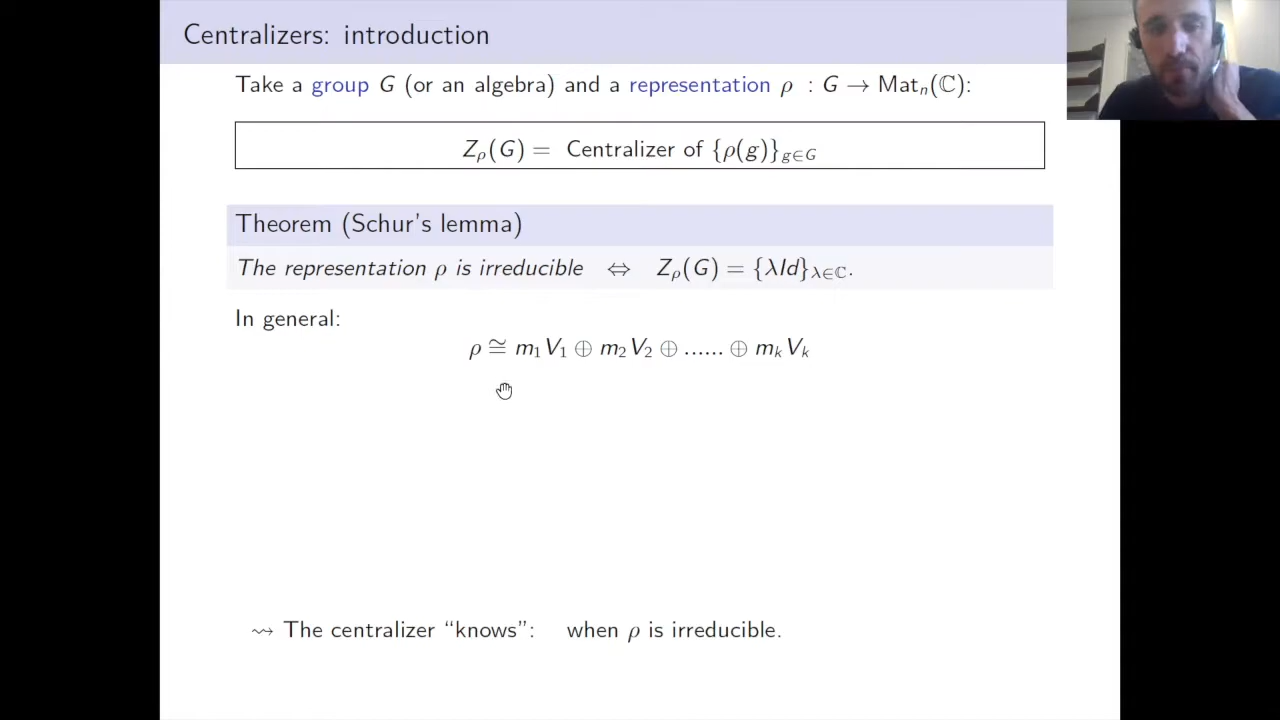 Centralizers: introduction
Take a group G (or an algebra) and a representation ρ : G → Matₙ(ℂ):
Z_ρ(G) = Centralizer of {ρ(g)}_{g∈G}
Theorem (Schur's lemma)
The representation ρ is irreducible ⇔ Z_ρ(G) = {λId}_{λ∈ℂ}.
In general:
ρ ≅ m₁V₁ ⊕ m₂V₂ ⊕ ...... ⊕ m_kV_k
⇝ The centralizer “knows”: when ρ is irreducible.